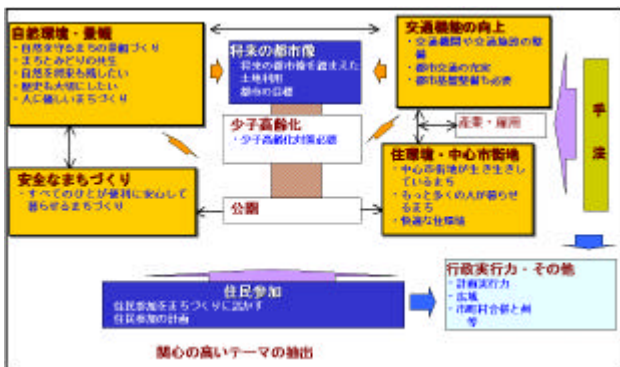 自然環境・景観
・自然を守るまちの景観づくり
・まちとみどりの共生
・自然を将来も残したい
・歴史も大切にしたい
・人に優しいまちづくり
将来の都市像
・将来の都市像を踏まえた
土地利用
・都市の目標
交通機能の向上
・交通機関や交通施設の整
備
・都市交通の充実
・都市基盤整備も必要
少子高齢化
・少子高齢化対策必要
産業・雇用
安全なまちづくり
・すべてのひとが便利に安心して
暮らせるまちづくり
公園
住環境・中心市街地
・中心市街地が生き生きし
ているまち
・もっと多くの人が暮らせ
るまち
・快適な住環境
住民参加
住民参加をまちづくりに活かす
住民参加の計画
行政実行力・その他
・計画実行力
・広域
・市町村合併と
等
関心の高いテーマの抽出